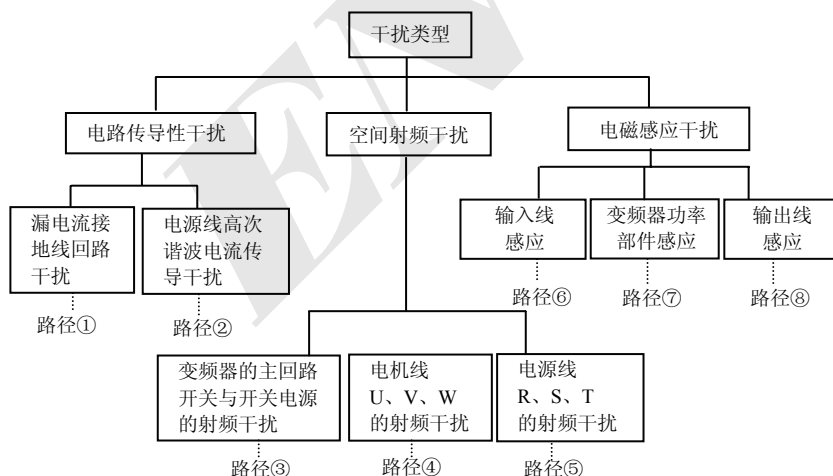 干扰类型
电路传导性干扰
空间射频干扰
电磁感应干扰
漏电流接
地线回路
干扰
电源线高次
谐波电流传
导干扰
输入线
感应
变频器功率
部件感应
输出线
感应
路径①
路径②
路径⑥
路径⑦
路径⑧
变频器的主回路
开关与开关电源
的射频干扰
电机线
U、V、W
的射频干扰
电源线
R、S、T
的射频干扰
路径③
路径④
路径⑤
EN